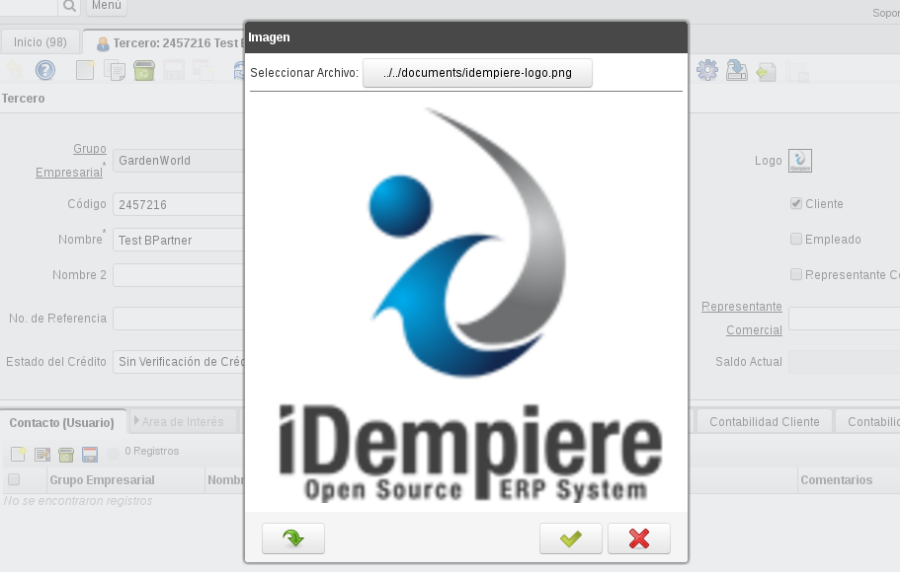 Menú
Sopor
Inicio (98)
Tercero: 2457216 Test B
Tercero
Imagen
Seleccionar Archivo:
../../documents/idempiere-logo.png
iDempiere
Open Source ERP System
Grupo
Empresarial *
GardenWorld
Código
2457216
Nombre *
Test BPartner
Nombre 2
No. de Referencia
Estado del Crédito
Sin Verificación de Créd
Logo
Cliente
Empleado
Representante Co
Representante
Comercial
Saldo Actual
Contacto (Usuario)
Area de Interés
Contabilidad Cliente
Contabilid
0 Registros
Grupo Empresarial
Nombr
Comentarios
No se encontraron registros